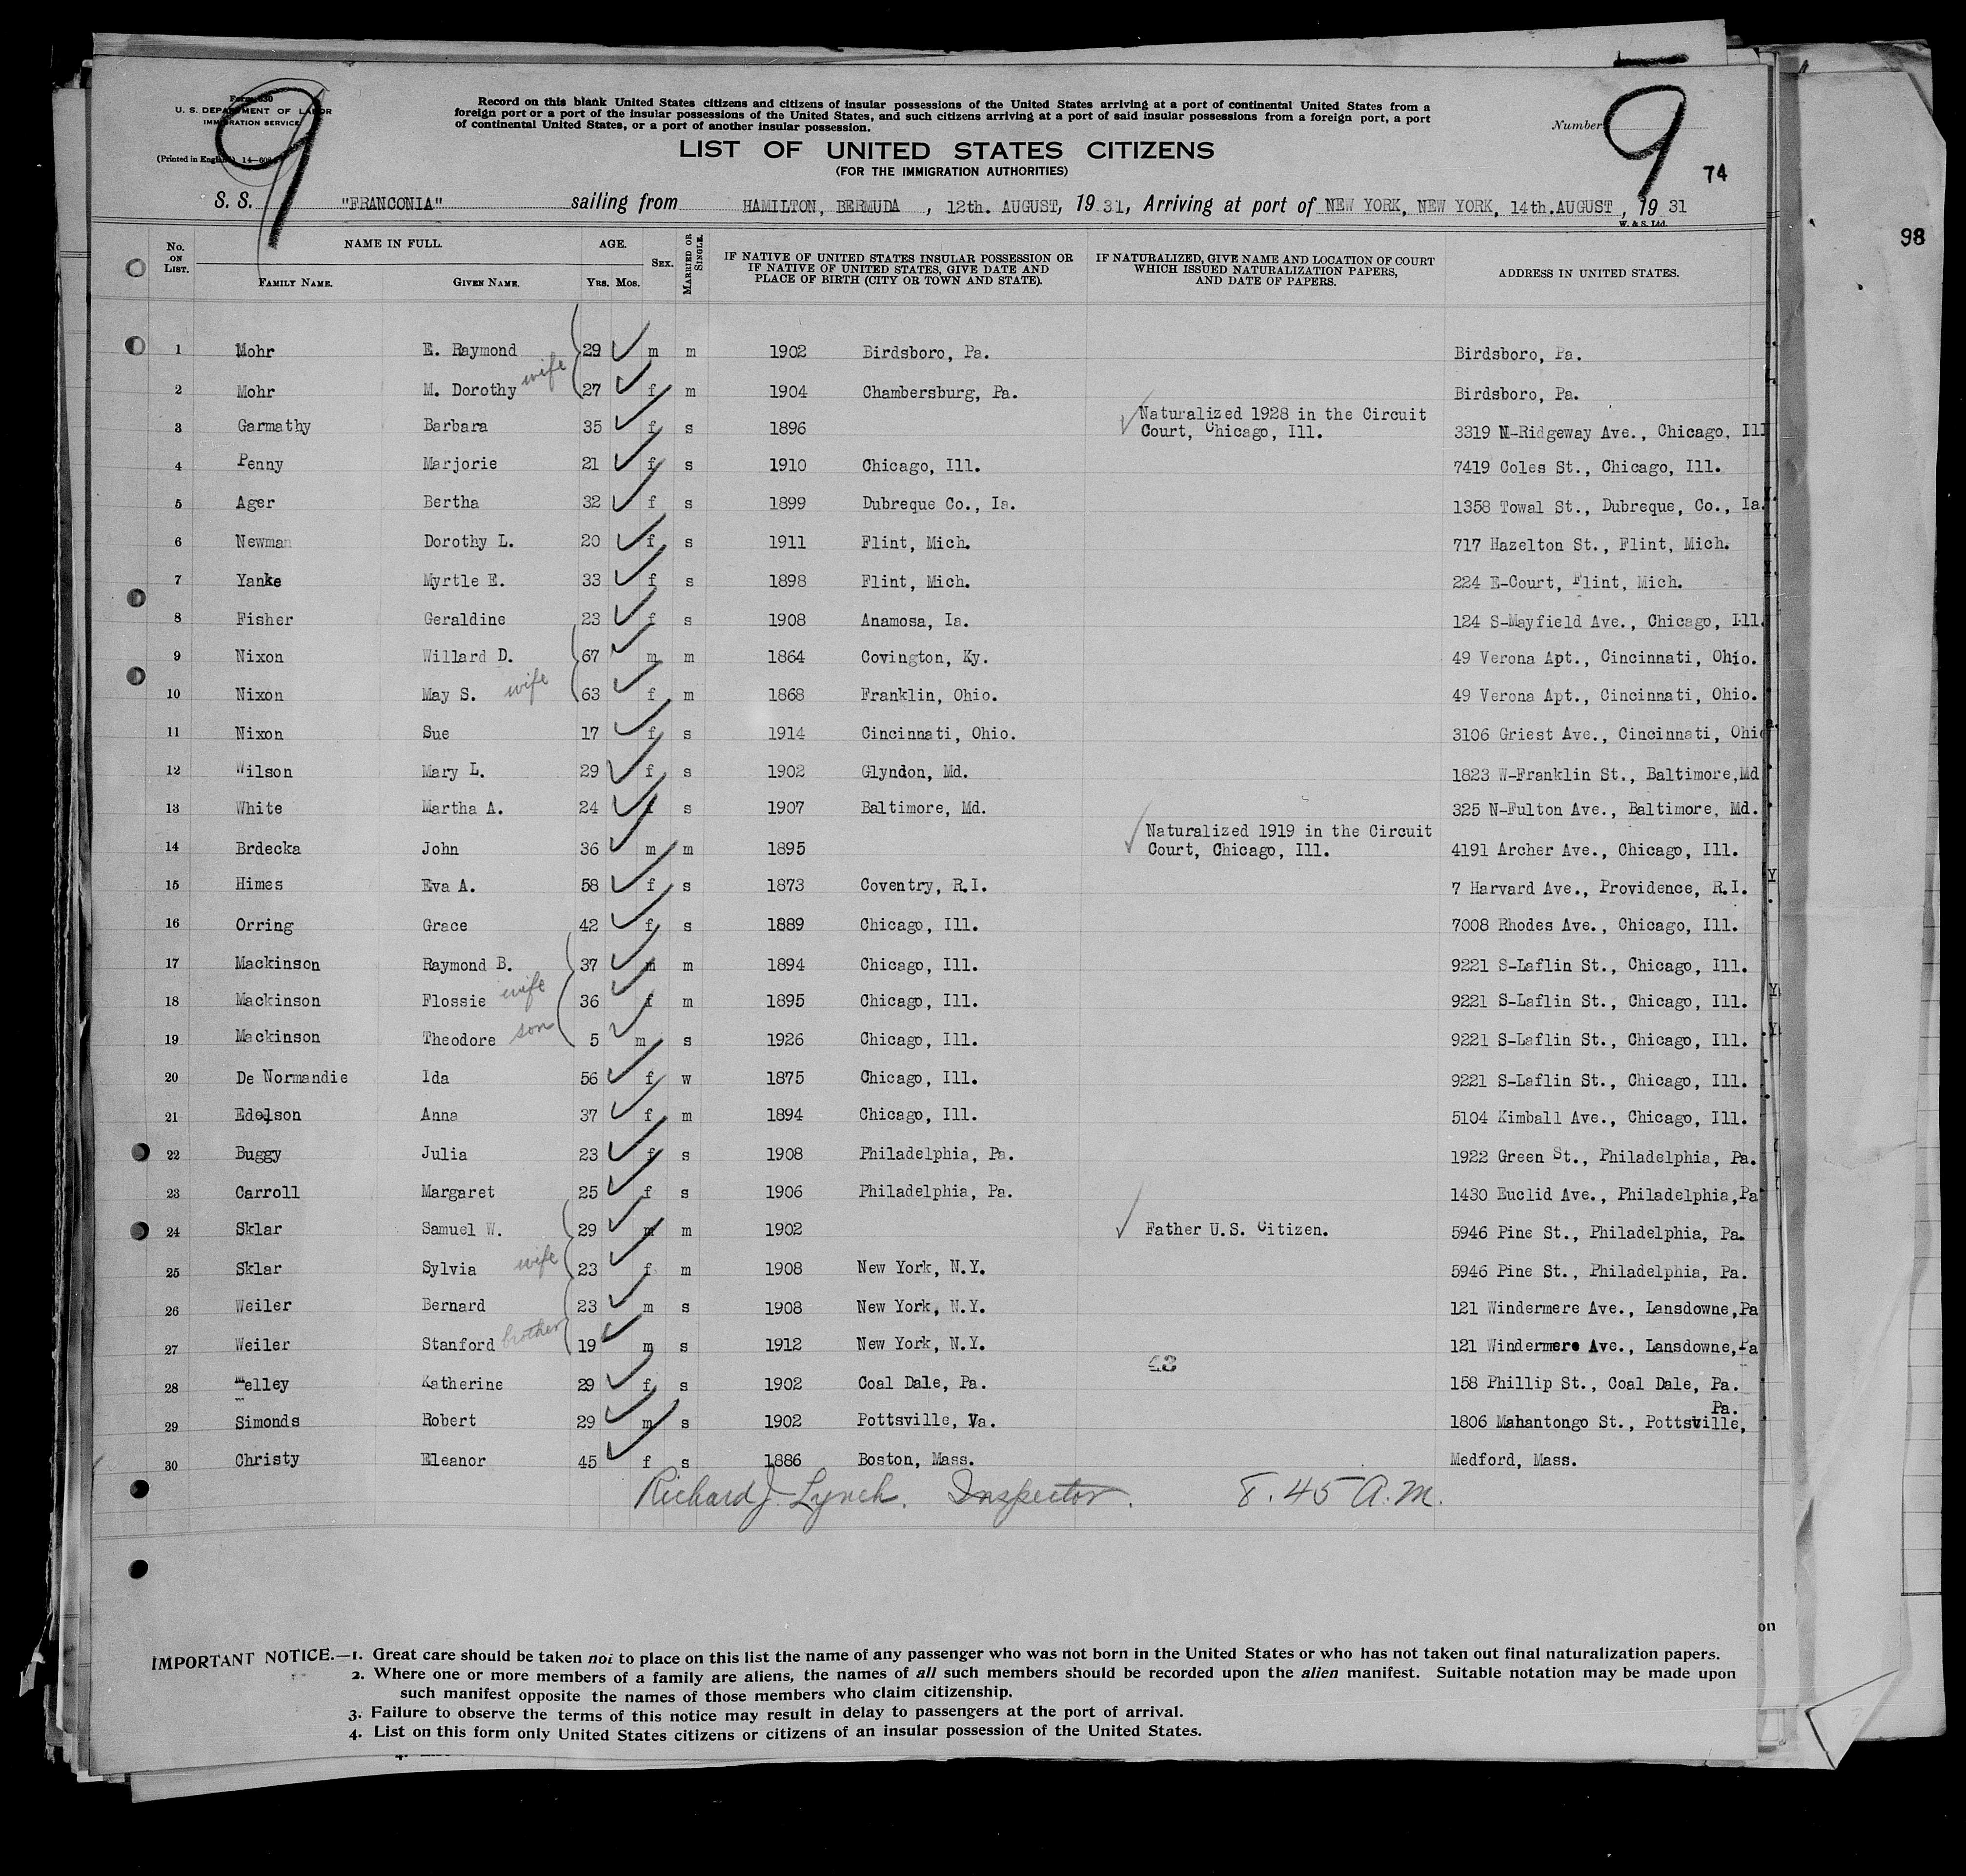 9
9
Form 630
U. S. DEPARTMENT OF LABOR
IMMIGRATION SERVICE
(Printed in England) 14—
Record on this blank United States citizens and citizens of insular possessions of the United States arriving at a port of continental United States from a
foreign port or a port of the insular possessions of the United States, and such citizens arriving at a port of said insular possessions from a foreign port, a port
of continental United States, or a port of another insular possession.
Number
LIST OF UNITED STATES CITIZENS
(FOR THE IMMIGRATION AUTHORITIES)
74
98
S. S. "FRANCONIA" sailing from HAMILTON, BERMUDA , 12th. AUGUST, 1931, Arriving at port of NEW YORK, NEW YORK, 14th.AUGUST , 1931
W. & S. Ltd.
No. ON LIST. NAME IN FULL. AGE. SEX. MARRIED OR SINGLE. IF NATIVE OF UNITED STATES INSULAR POSSESSION OR IF NATIVE OF UNITED STATES, GIVE DATE AND PLACE OF BIRTH (CITY OR TOWN AND STATE). IF NATURALIZED, GIVE NAME AND LOCATION OF COURT WHICH ISSUED NATURALIZATION PAPERS, AND DATE OF PAPERS. ADDRESS IN UNITED STATES.
FAMILY NAME. GIVEN NAME. YRS. MOS.
1 Mohr E. Raymond 29 m m 1902 Birdsboro, Pa. Birdsboro, Pa.
2 Mohr M. Dorothy wife 27 f m 1904 Chambersburg, Pa. Birdsboro, Pa.
3 Garmathy Barbara 35 f s 1896 Naturalized 1928 in the Circuit Court, Chicago, Ill. 3319 N-Ridgeway Ave., Chicago, Ill
4 Penny Marjorie 21 f s 1910 Chicago, Ill. 7419 Coles St., Chicago, Ill.
5 Ager Bertha 32 f s 1899 Dubreque Co., Ia. 1358 Towal St., Dubreque, Co., Ia.
6 Newman Dorothy L. 20 f s 1911 Flint, Mich. 717 Hazelton St., Flint, Mich.
7 Yanke Myrtle E. 33 f s 1898 Flint, Mich. 224 E-Court, Flint, Mich.
8 Fisher Geraldine 23 f s 1908 Anamosa, Ia. 124 S-Mayfield Ave., Chicago, Ill.
9 Nixon Willard D. 67 m m 1864 Covington, Ky. 49 Verona Apt., Cincinnati, Ohio.
10 Nixon May S. wife 63 f m 1868 Franklin, Ohio. 49 Verona Apt., Cincinnati, Ohio.
11 Nixon Sue 17 f s 1914 Cincinnati, Ohio. 3106 Griest Ave., Cincinnati, Ohio
12 Wilson Mary L. 29 f s 1902 Glyndon, Md. 1823 W-Franklin St., Baltimore,Md
13 White Martha A. 24 f s 1907 Baltimore, Md. 325 N-Fulton Ave., Baltimore, Md.
14 Brdecka John 36 m m 1895 Naturalized 1919 in the Circuit Court, Chicago, Ill. 4191 Archer Ave., Chicago, Ill.
15 Himes Eva A. 58 f s 1873 Coventry, R.I. 7 Harvard Ave., Providence, R.I.
16 Orring Grace 42 f s 1889 Chicago, Ill. 7008 Rhodes Ave., Chicago, Ill.
17 Mackinson Raymond B. 37 m m 1894 Chicago, Ill. 9221 S-Laflin St., Chicago, Ill.
18 Mackinson Flossie wife 36 f m 1895 Chicago, Ill. 9221 S-Laflin St., Chicago, Ill.
19 Mackinson Theodore son 5 m s 1926 Chicago, Ill. 9221 S-Laflin St., Chicago, Ill.
20 De Normandie Ida 56 f w 1875 Chicago, Ill. 9221 S-Laflin St., Chicago, Ill.
21 Edelson Anna 37 f m 1894 Chicago, Ill. 5104 Kimball Ave., Chicago, Ill.
22 Buggy Julia 23 f s 1908 Philadelphia, Pa. 1922 Green St., Philadelphia, Pa.
23 Carroll Margaret 25 f s 1906 Philadelphia, Pa. 1430 Euclid Ave., Philadelphia,Pa
24 Sklar Samuel W. 29 m m 1902 Father U.S. Citizen. 5946 Pine St., Philadelphia, Pa.
25 Sklar Sylvia wife 23 f m 1908 New York, N.Y. 5946 Pine St., Philadelphia, Pa.
26 Weiler Bernard 23 m s 1908 New York, N.Y. 121 Windermere Ave., Lansdowne,Pa
27 Weiler Stanford brother 19 m s 1912 New York, N.Y. 121 Windermere Ave., Lansdowne,Pa
43
28 elley Katherine 29 f s 1902 Coal Dale, Pa. 158 Phillip St., Coal Dale, Pa.
29 Simonds Robert 29 m s 1902 Pottsville, Va. 1806 Mahantongo St., Pottsville, Pa.
30 Christy Eleanor 45 f s 1886 Boston, Mass. Medford, Mass.
Richard J. Lynch. Inspector. 8.45 A.M.
on
IMPORTANT NOTICE.—1. Great care should be taken not to place on this list the name of any passenger who was not born in the United States or who has not taken out final naturalization papers.
2. Where one or more members of a family are aliens, the names of all such members should be recorded upon the alien manifest. Suitable notation may be made upon
such manifest opposite the names of those members who claim citizenship.
3. Failure to observe the terms of this notice may result in delay to passengers at the port of arrival.
4. List on this form only United States citizens or citizens of an insular possession of the United States.